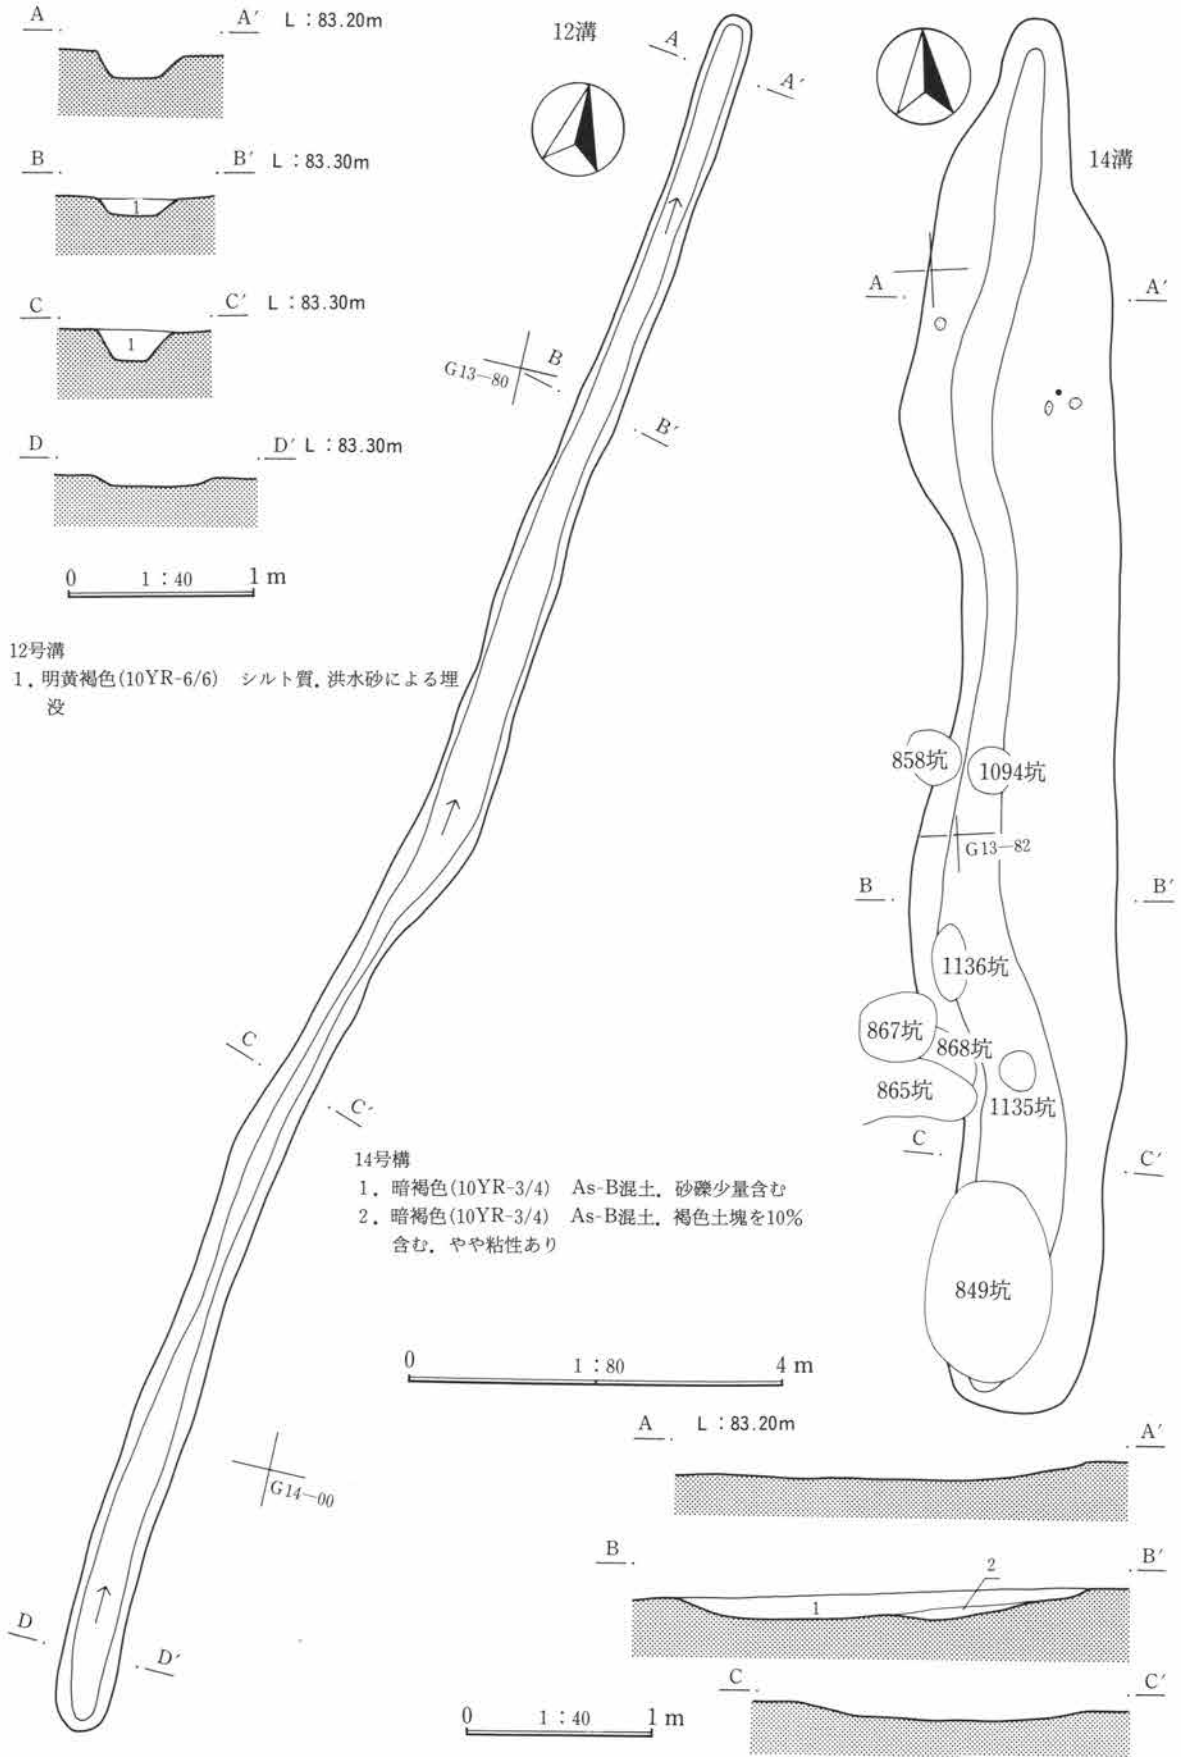 A A′ L：83.20m
B B′ L：83.30m
1
C C′ L：83.30m
1
D D′ L：83.30m
0 1：40 1m
12号溝
1．明黄褐色(10YR-6/6) シルト質．洪水砂による埋
没
12溝
A
A′
G13—80
B
B′
C
C′
G14—00
D
D′
14溝
A A′
858坑 1094坑
G13—82
B B′
1136坑
867坑
868坑
865坑
1135坑
C C′
849坑
14号構
1．暗褐色(10YR-3/4) As-B混土．砂礫少量含む
2．暗褐色(10YR-3/4) As-B混土．褐色土塊を10%
含む．やや粘性あり
0 1：80 4m
A L：83.20m A′
B B′
1 2
C C′
0 1：40 1m